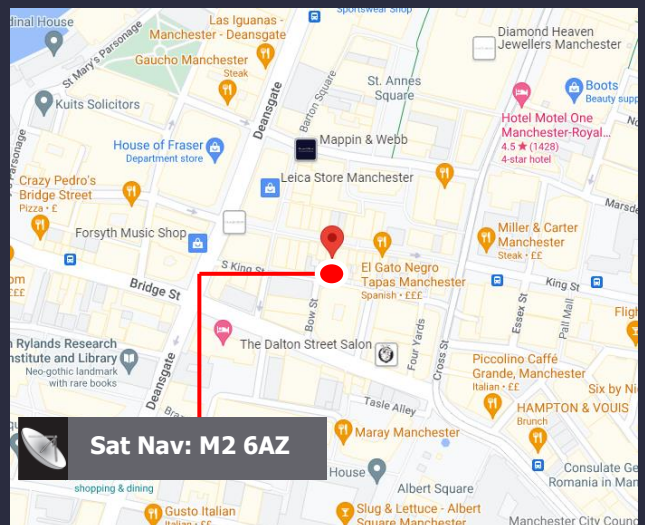 dinal House
St Mary's Parsonage
Las Iguanas -
Manchester - Deansgate
Sportswear Shop
Gaucho Manchester
Steak
Diamond Heaven
Jewellers Manchester
Kuits Solicitors
Deansgate
Barton Square
St. Annes
Square
Boots
Beauty supp
Hotel Motel One
Manchester-Royal...
4.5 ★ (1428)
4-star hotel
No
Parsonage
House of Fraser
Department store
Mappin & Webb
Leica Store Manchester
Crazy Pedro's
Bridge Street
Pizza · £
Marsde
Forsyth Music Shop
Miller & Carter
Manchester
Steak · ££
om
£££
Bridge St
S King St
El Gato Negro
Tapas Manchester
Spanish · £££
King St
Bow St
Essex St
Pall Mall
Fligh
n Rylands Research
nstitute and Library
Neo-gothic landmark
with rare books
The Dalton Street Salon
Four Yards
Cross St
Deansgate
Piccolino Caffé
Grande, Manchester
Italian · ££
Six by Ni
Tasle Alley
HAMPTON & VOUIS
Brunch
Braz
Sat Nav: M2 6AZ
Maray Manchester
House
Consulate Ge
Romania in Man
shopping & dining
Albert Square
Gusto Italian
Italian · ££
Slug & Lettuce - Albert
Square Manchester
Manchester City Counc